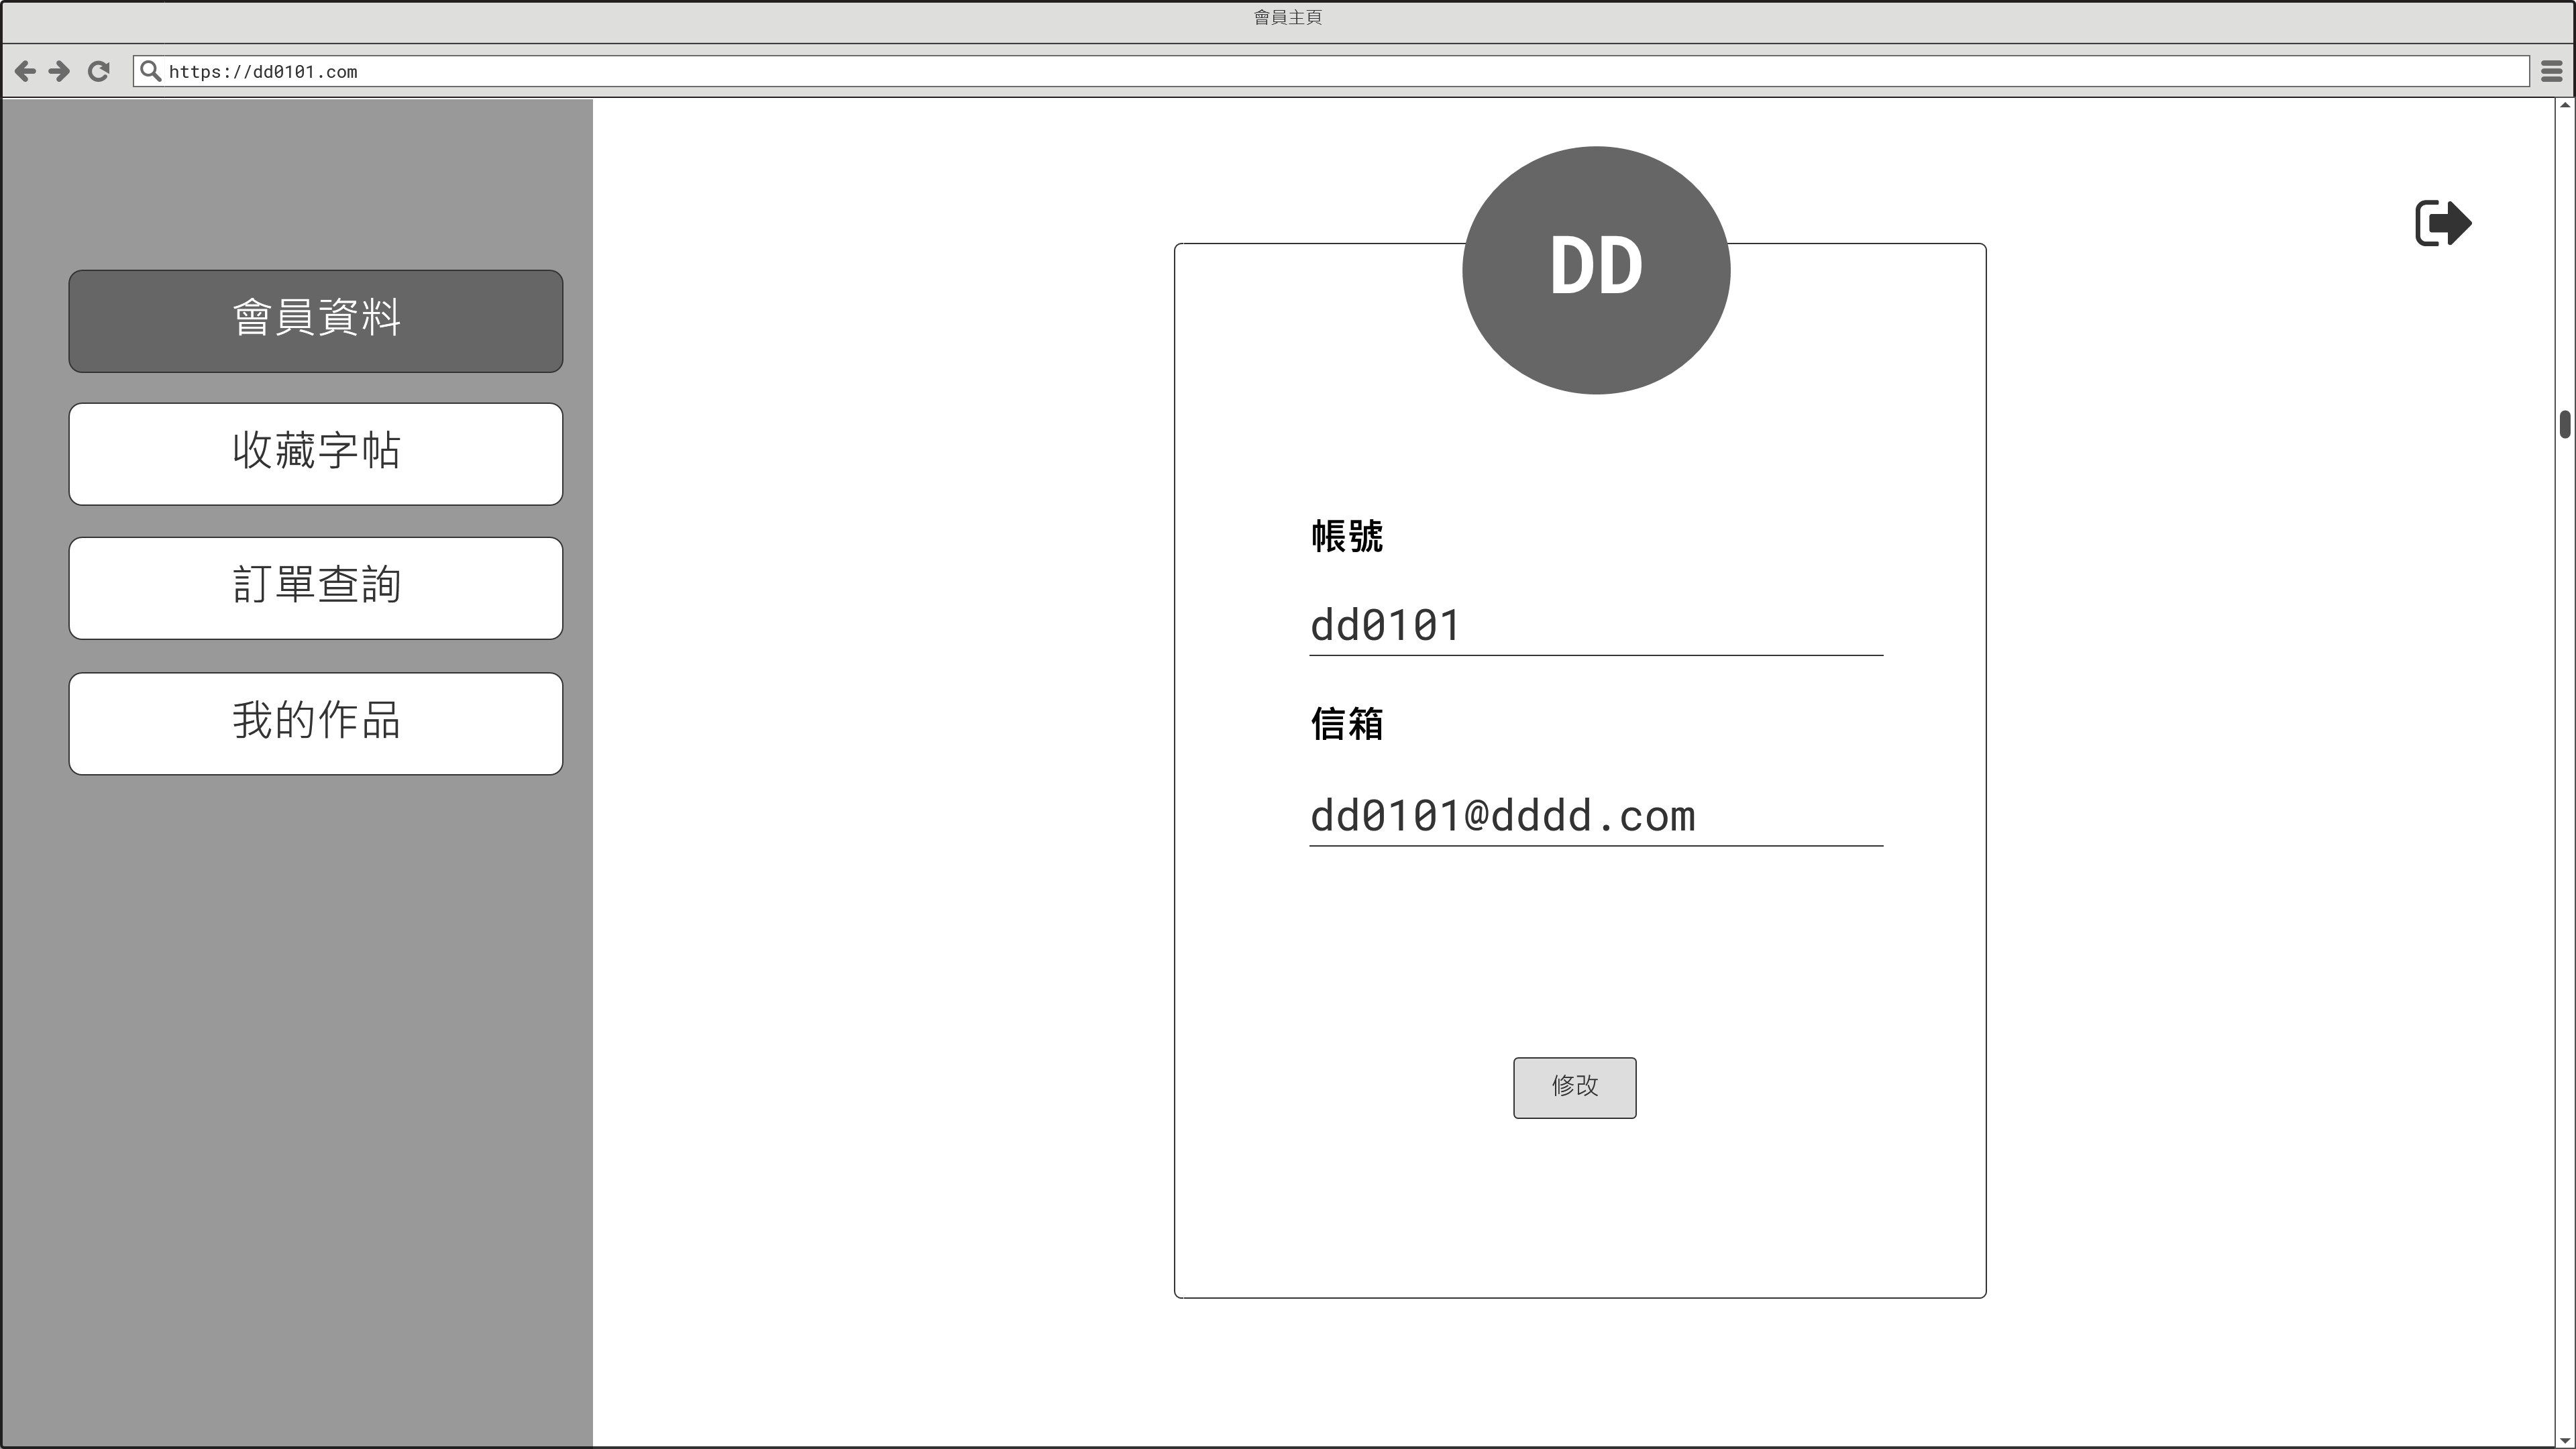 會員主頁
https://dd0101.com
會員資料
收藏字帖
訂單查詢
我的作品
DD
帳號
dd0101
信箱
dd0101@dddd.com
修改